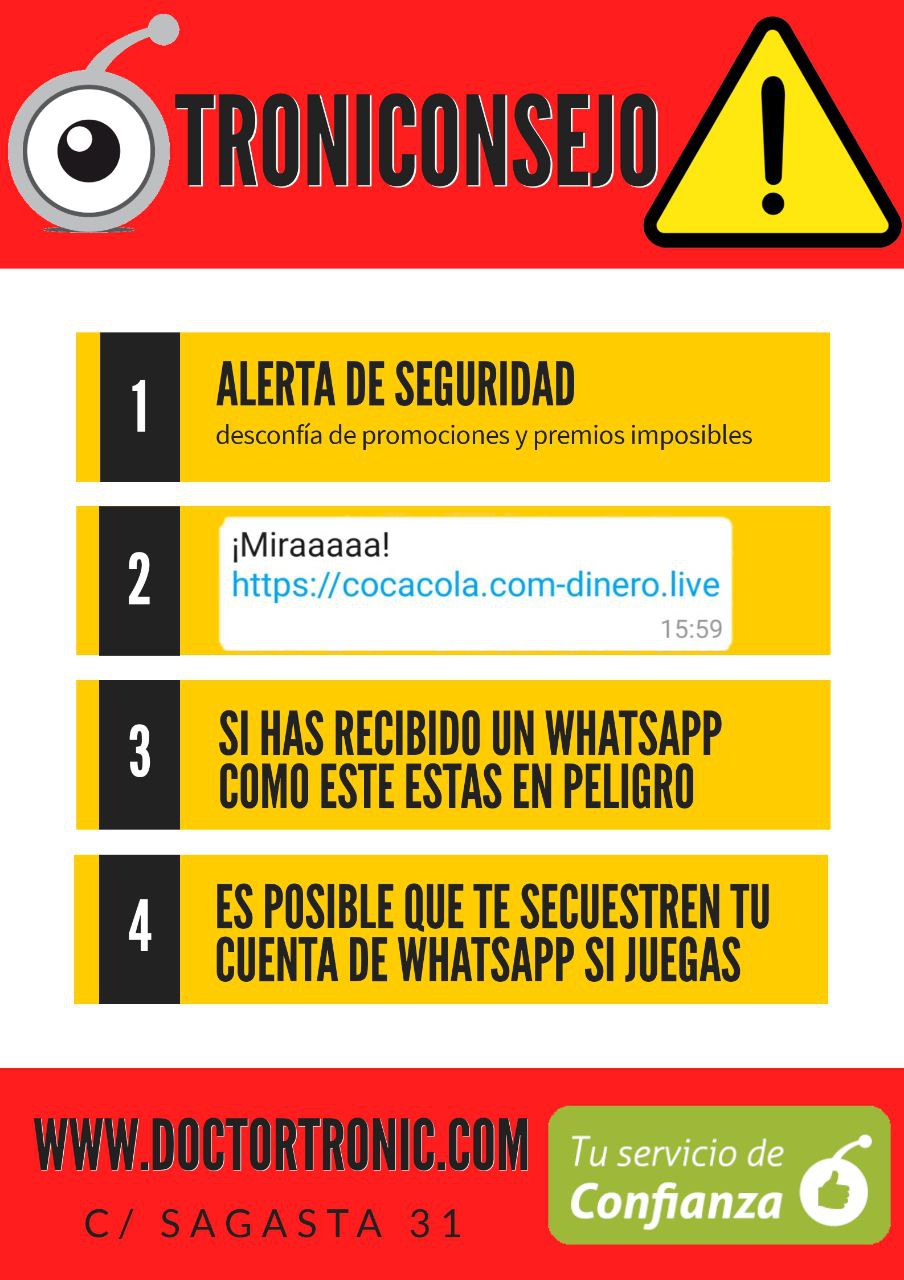 TRONICONSEJO
1
ALERTA DE SEGURIDAD
desconfía de promociones y premios imposibles
2
¡Miraaaaa!
https://cocacola.com-dinero.live
15:59
3
SI HAS RECIBIDO UN WHATSAPP
COMO ESTE ESTAS EN PELIGRO
4
ES POSIBLE QUE TE SECUESTREN TU
CUENTA DE WHATSAPP SI JUEGAS
WWW.DOCTORTRONIC.COM
C/ SAGASTA 31
Tu servicio de
Confianza